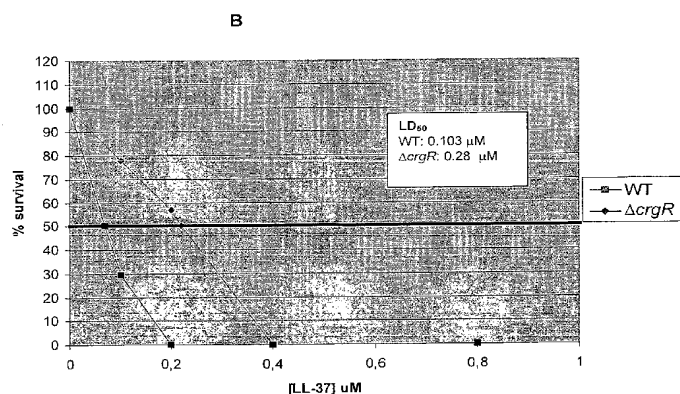 B
120
110
100
90
80
70
60
50
40
30
20
10
0
% survival
0
0,2
0,4
0,6
0,8
1
[LL-37] uM
LD₅₀
WT: 0.103 µM
ΔcrgR: 0.28 µM
WT
ΔcrgR